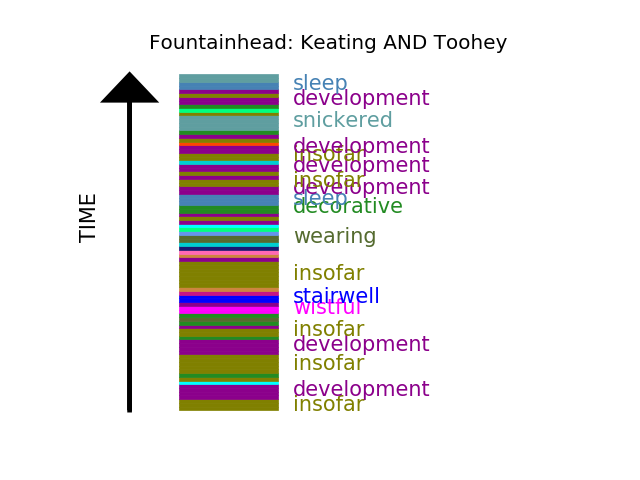 Fountainhead: Keating AND Toohey
TIME
sleep
development
snickered
development
insofar
development
insofar
development
sleep
decorative
wearing
insofar
stairwell
wistful
insofar
development
insofar
development
insofar